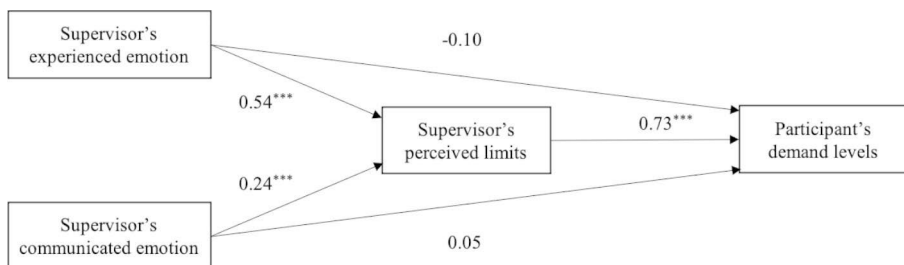 Supervisor's
experienced emotion
-0.10
0.54***
Supervisor's
perceived limits
0.73***
Participant's
demand levels
0.24***
Supervisor's
communicated emotion
0.05